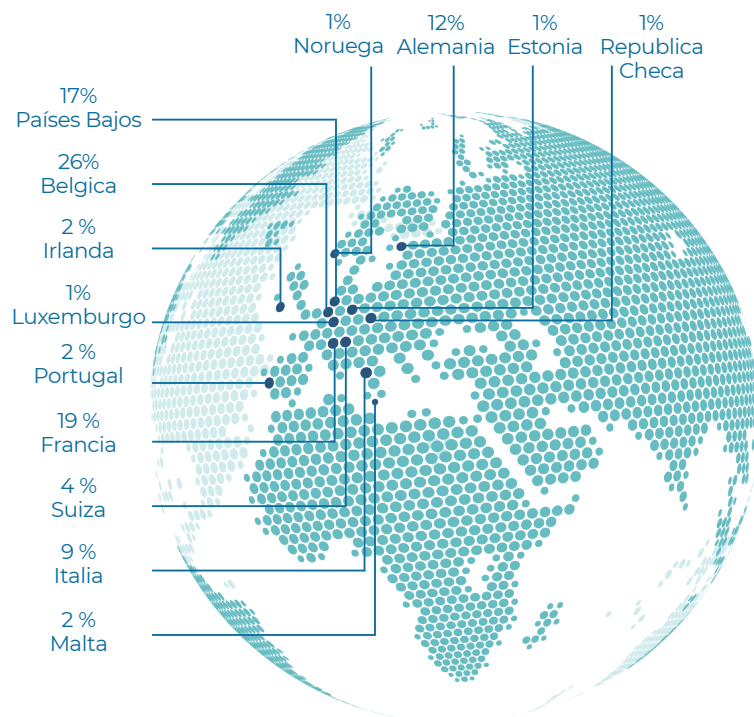 1%
Noruega
12%
Alemania
1%
Estonia
1%
Republica
Checa
17%
Países Bajos
26%
Belgica
2 %
Irlanda
1%
Luxemburgo
2 %
Portugal
19 %
Francia
4 %
Suiza
9 %
Italia
2 %
Malta